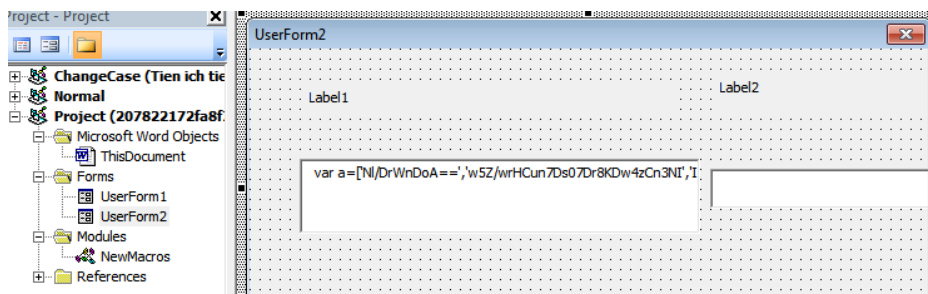 Project - Project
UserForm2
ChangeCase (Tien ich tie
Normal
Project (207822172fa8f
Microsoft Word Objects
ThisDocument
Forms
UserForm1
UserForm2
Modules
NewMacros
References
Label1
Label2
var a=['Nl/DrWnDoA==','w5Z/wrHCun7Ds07Dr8KDw4zCn3NI','I